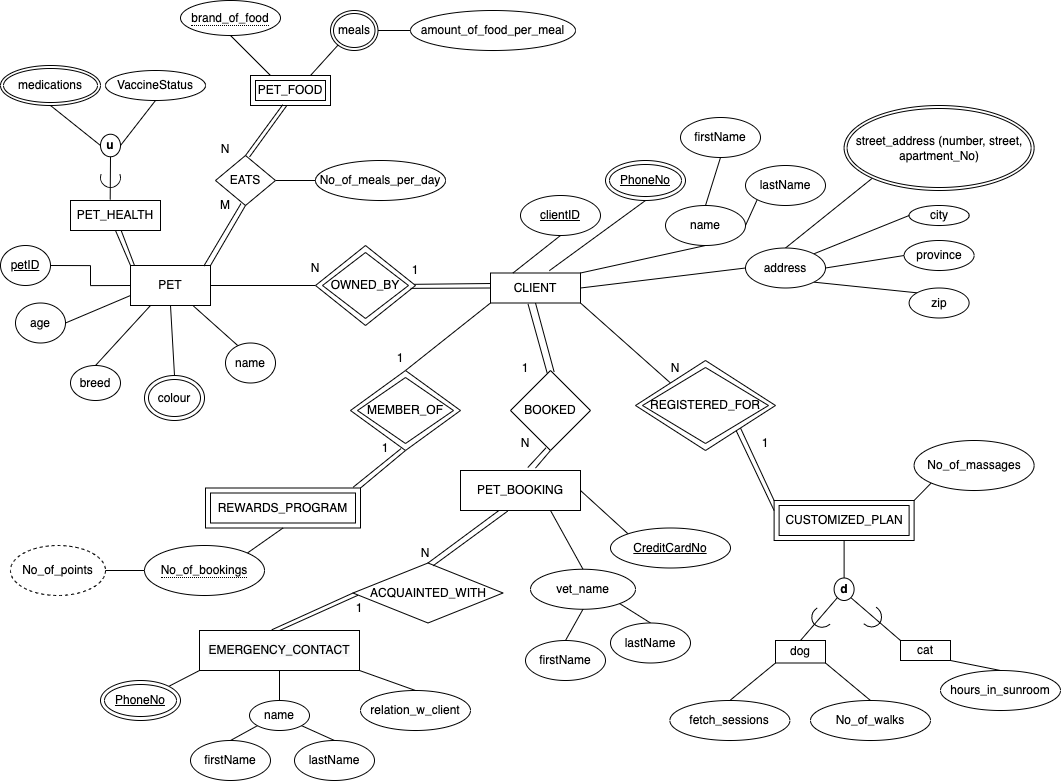 brand_of_food
meals
amount_of_food_per_meal
medications
VaccineStatus
PET_FOOD
u
N
EATS
No_of_meals_per_day
M
PET_HEALTH
firstName
street_address (number, street,
apartment_No)
PhoneNo
lastName
clientID
name
city
address
province
zip
petID
PET
N
OWNED_BY
1
CLIENT
age
breed
colour
name
1
MEMBER_OF
1
1
BOOKED
N
N
REGISTERED_FOR
1
REWARDS_PROGRAM
PET_BOOKING
No_of_massages
CUSTOMIZED_PLAN
No_of_points
No_of_bookings
CreditCardNo
N
ACQUAINTED_WITH
1
vet_name
firstName
lastName
d
dog
cat
EMERGENCY_CONTACT
PhoneNo
name
relation_w_client
firstName
lastName
fetch_sessions
No_of_walks
hours_in_sunroom